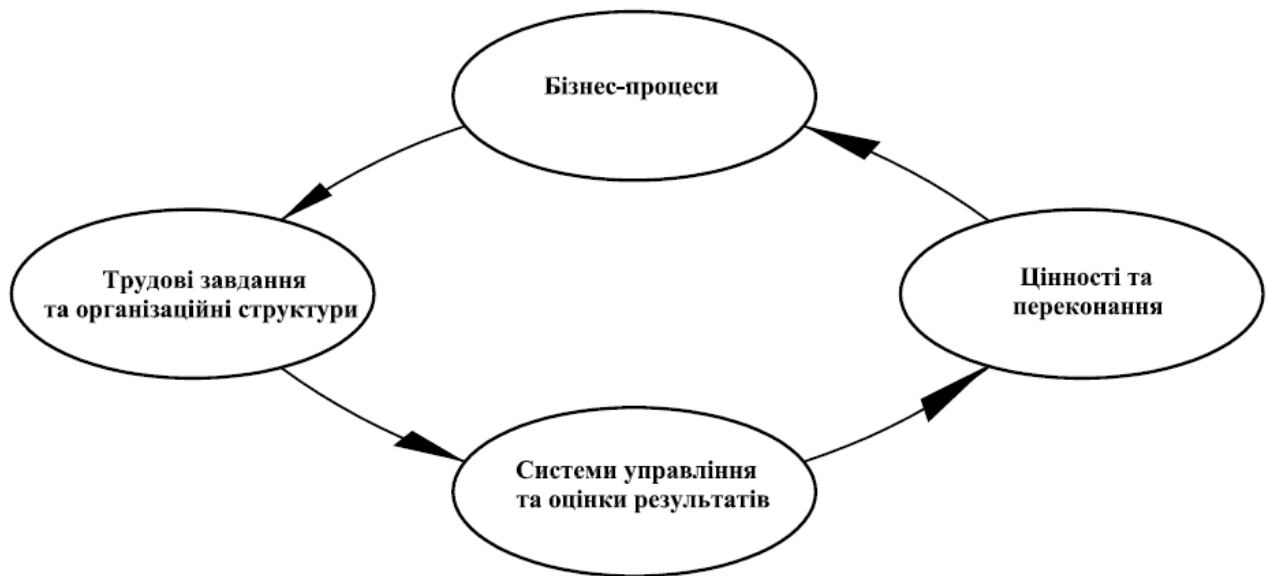 Бізнес-процеси
Трудові завдання
та організаційні структури
Цінності та
переконання
Системи управління
та оцінки результатів